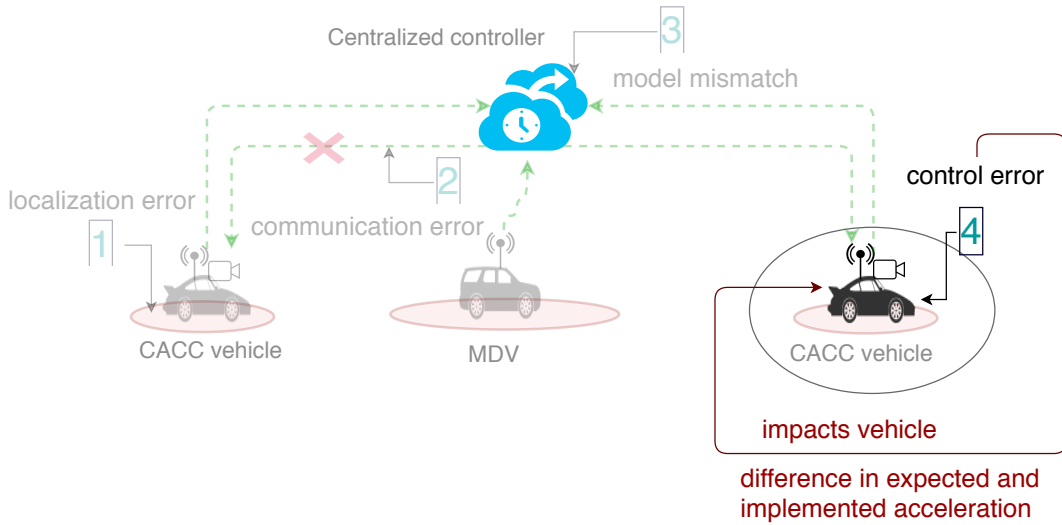 Centralized controller
3
model mismatch
control error
localization error
2
communication error
1
4
CACC vehicle
MDV
CACC vehicle
impacts vehicle
difference in expected and
implemented acceleration